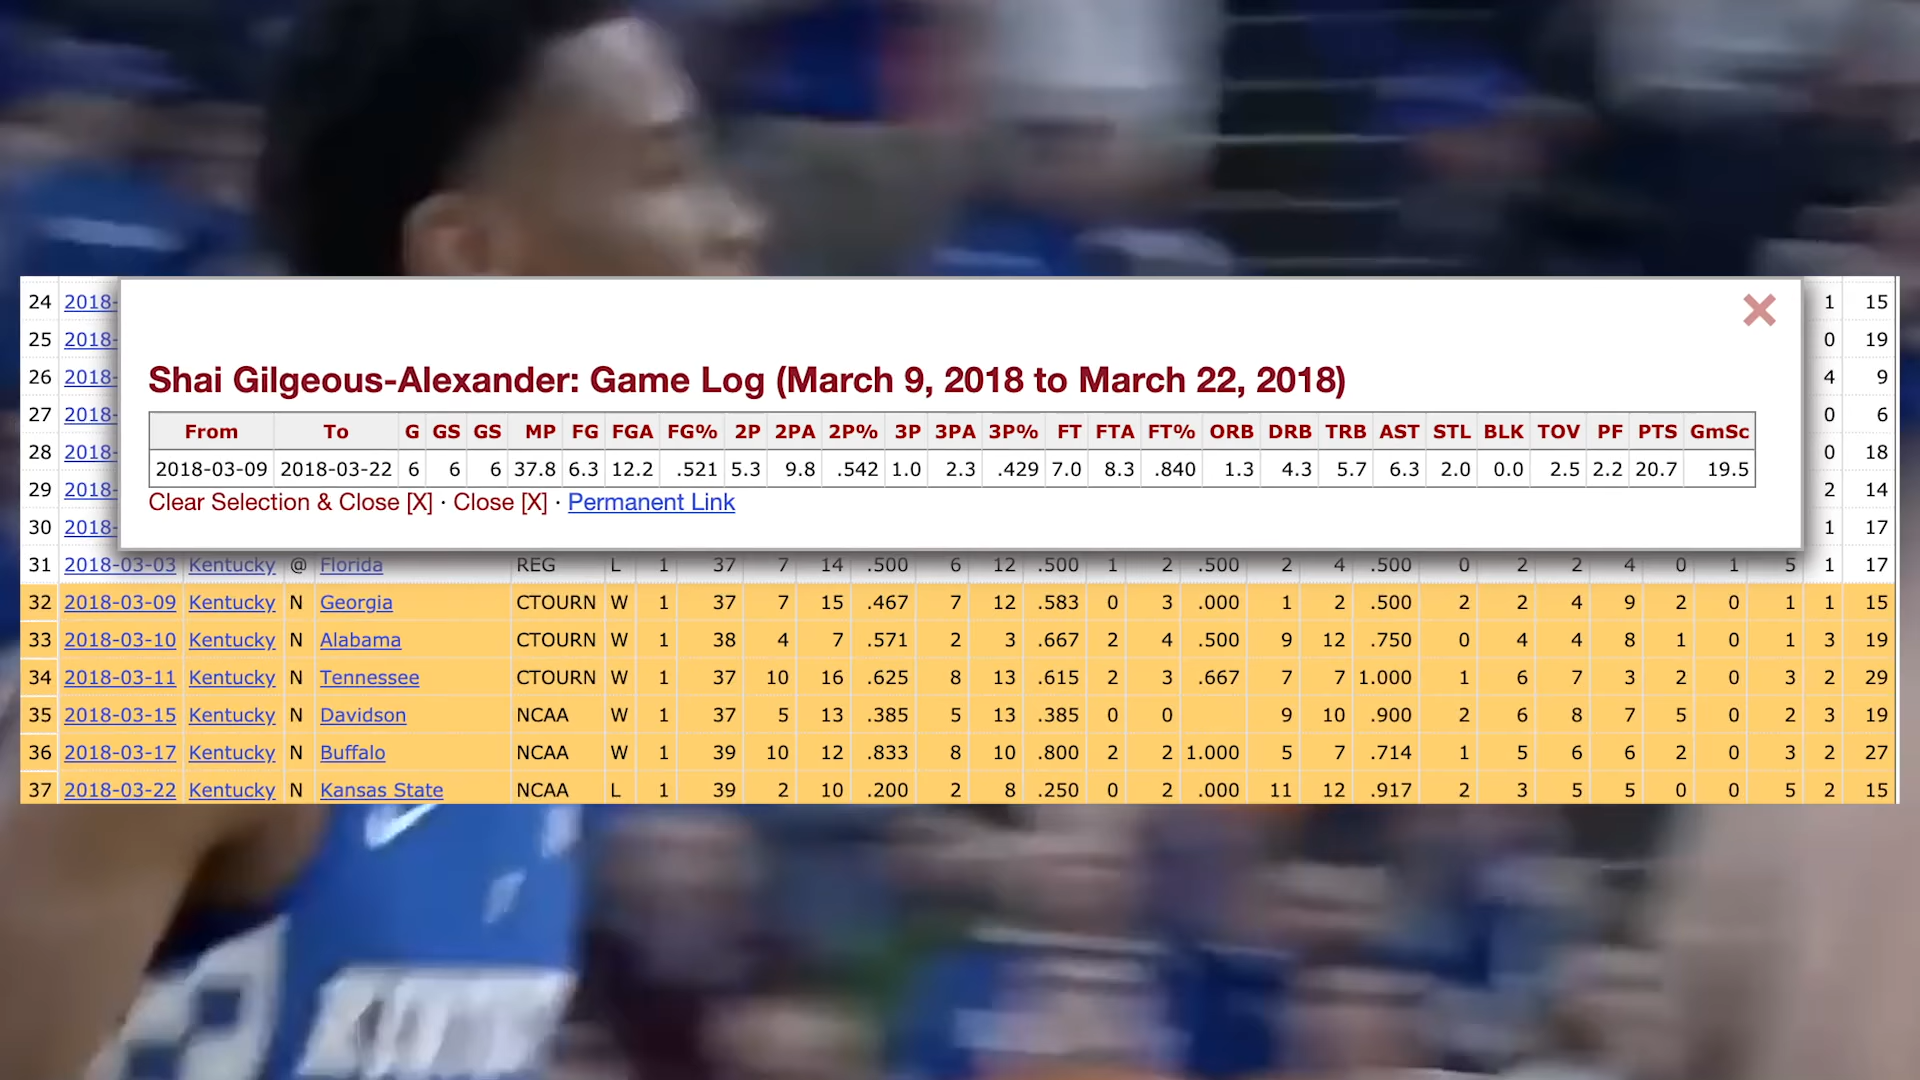 24 2018- 1 15
25 2018- 0 19
26 2018- 4 9
27 2018- 0 6
28 2018- 0 18
29 2018- 2 14
30 2018- 1 17
Shai Gilgeous-Alexander: Game Log (March 9, 2018 to March 22, 2018)
From To G GS GS MP FG FGA FG% 2P 2PA 2P% 3P 3PA 3P% FT FTA FT% ORB DRB TRB AST STL BLK TOV PF PTS GmSc
2018-03-09 2018-03-22 6 6 6 37.8 6.3 12.2 .521 5.3 9.8 .542 1.0 2.3 .429 7.0 8.3 .840 1.3 4.3 5.7 6.3 2.0 0.0 2.5 2.2 20.7 19.5
Clear Selection & Close [X] · Close [X] · Permanent Link
31 2018-03-03 Kentucky @ Florida REG L 1 37 7 14 .500 6 12 .500 1 2 .500 2 4 .500 0 2 2 4 0 1 5 1 17
32 2018-03-09 Kentucky N Georgia CTOURN W 1 37 7 15 .467 7 12 .583 0 3 .000 1 2 .500 2 2 4 9 2 0 1 1 15
33 2018-03-10 Kentucky N Alabama CTOURN W 1 38 4 7 .571 2 3 .667 2 4 .500 9 12 .750 0 4 4 8 1 0 1 3 19
34 2018-03-11 Kentucky N Tennessee CTOURN W 1 37 10 16 .625 8 13 .615 2 3 .667 7 7 1.000 1 6 7 3 2 0 3 2 29
35 2018-03-15 Kentucky N Davidson NCAA W 1 37 5 13 .385 5 13 .385 0 0 9 10 .900 2 6 8 7 5 0 2 3 19
36 2018-03-17 Kentucky N Buffalo NCAA W 1 39 10 12 .833 8 10 .800 2 2 1.000 5 7 .714 1 5 6 6 2 0 3 2 27
37 2018-03-22 Kentucky N Kansas State NCAA L 1 39 2 10 .200 2 8 .250 0 2 .000 11 12 .917 2 3 5 5 0 0 5 2 15